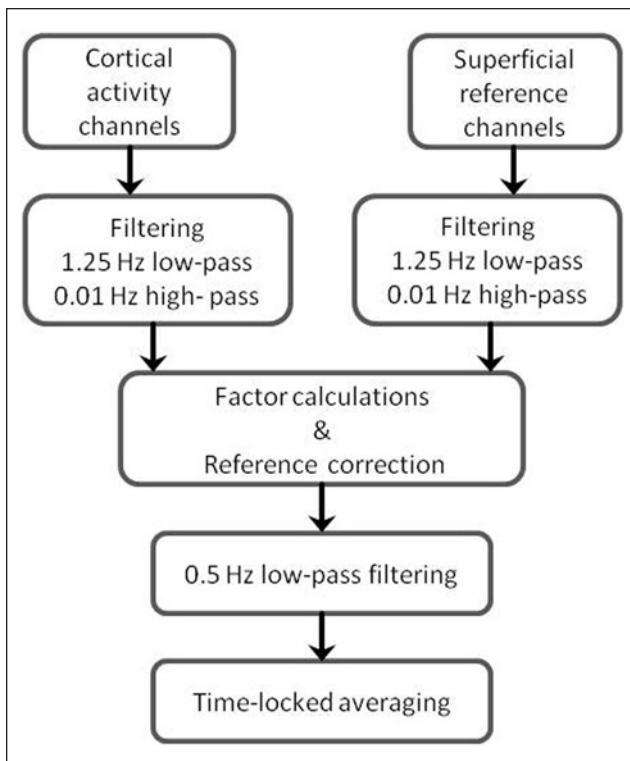 Cortical
activity
channels
Superficial
reference
channels
Filtering
1.25 Hz low-pass
0.01 Hz high- pass
Filtering
1.25 Hz low-pass
0.01 Hz high-pass
Factor calculations
&
Reference correction
0.5 Hz low-pass filtering
Time-locked averaging